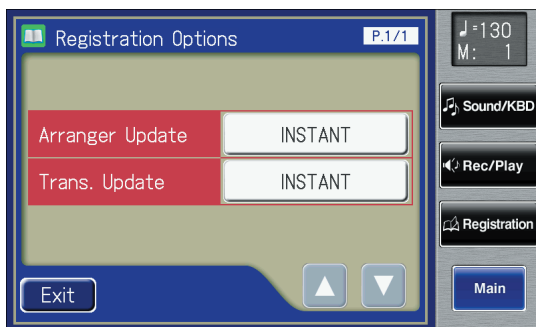 Registration Options
P.1/1
Arranger Update
INSTANT
Trans. Update
INSTANT
Exit
♩=130
M: 1
Sound/KBD
Rec/Play
Registration
Main